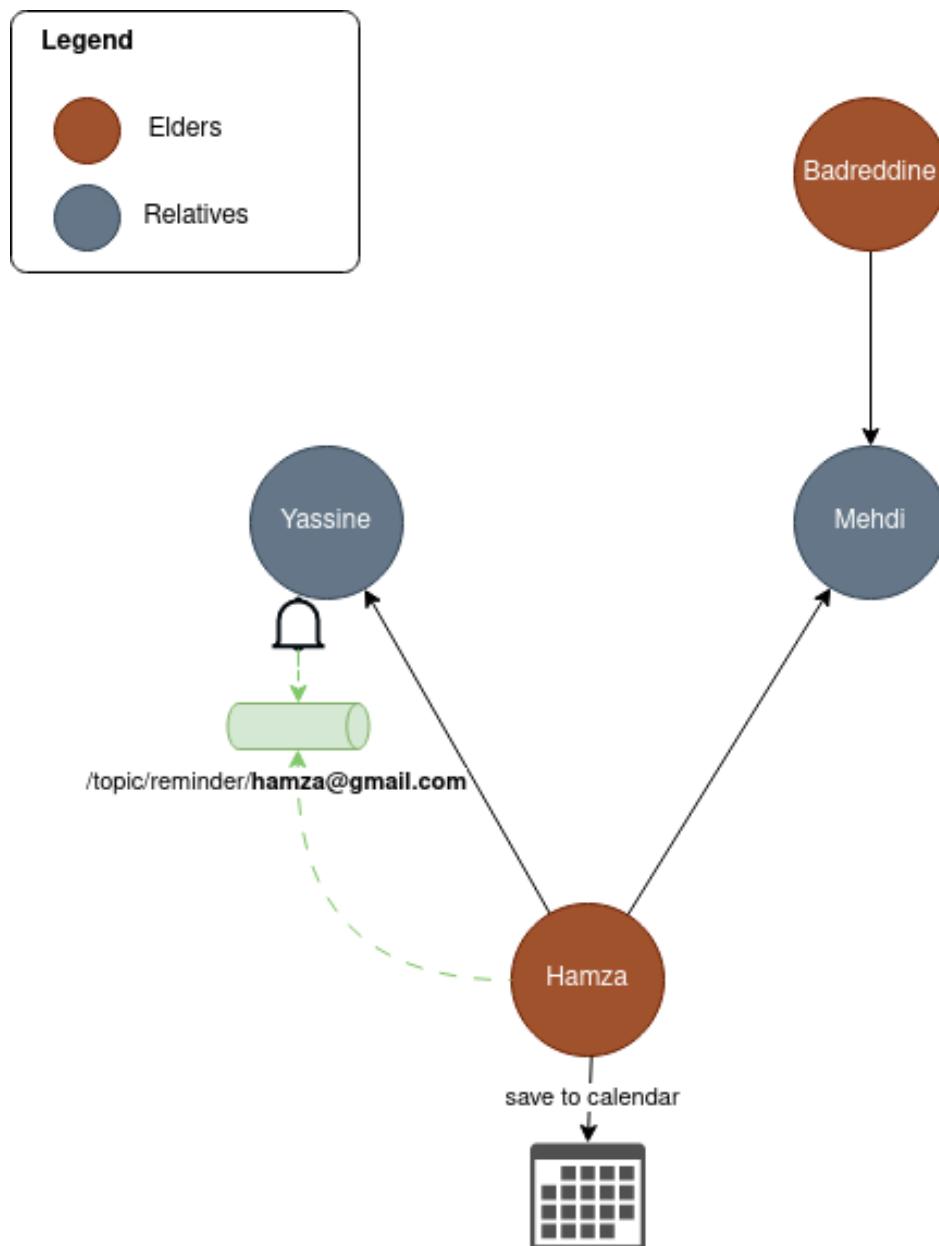 Legend
Elders
Relatives
Badreddine
Yassine
Mehdi
/topic/reminder/hamza@gmail.com
Hamza
save to calendar